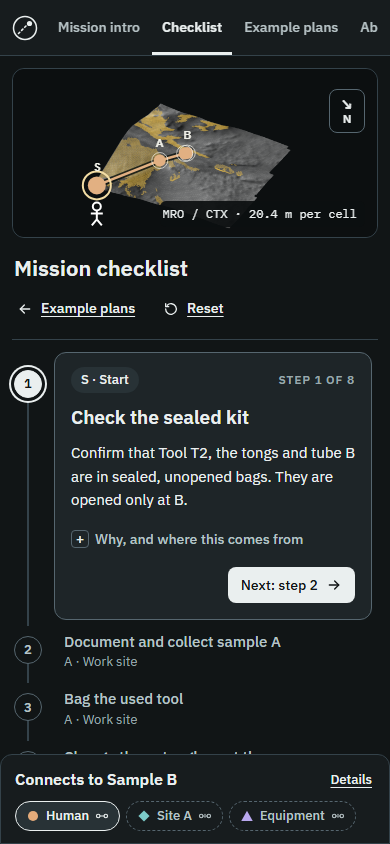 Mission intro Checklist Example plans Ab
N
B
A
S
MRO / CTX · 20.4 m per cell
Mission checklist
Example plans Reset
1
S · Start STEP 1 OF 8
Check the sealed kit
Confirm that Tool T2, the tongs and tube B
are in sealed, unopened bags. They are
opened only at B.
Why, and where this comes from
Next: step 2
2 Document and collect sample A
A · Work site
3 Bag the used tool
A · Work site
Connects to Sample B Details
Human Site A Equipment